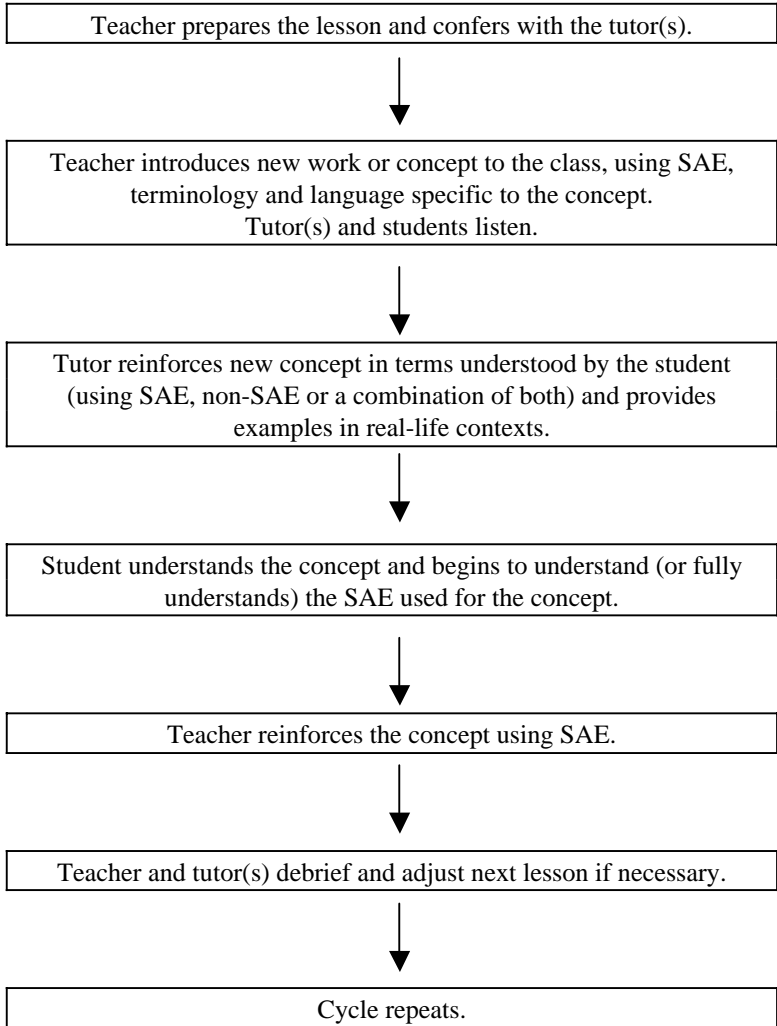 Teacher prepares the lesson and confers with the tutor(s).
Teacher introduces new work or concept to the class, using SAE,
terminology and language specific to the concept.
Tutor(s) and students listen.
Tutor reinforces new concept in terms understood by the student
(using SAE, non-SAE or a combination of both) and provides
examples in real-life contexts.
Student understands the concept and begins to understand (or fully
understands) the SAE used for the concept.
Teacher reinforces the concept using SAE.
Teacher and tutor(s) debrief and adjust next lesson if necessary.
Cycle repeats.